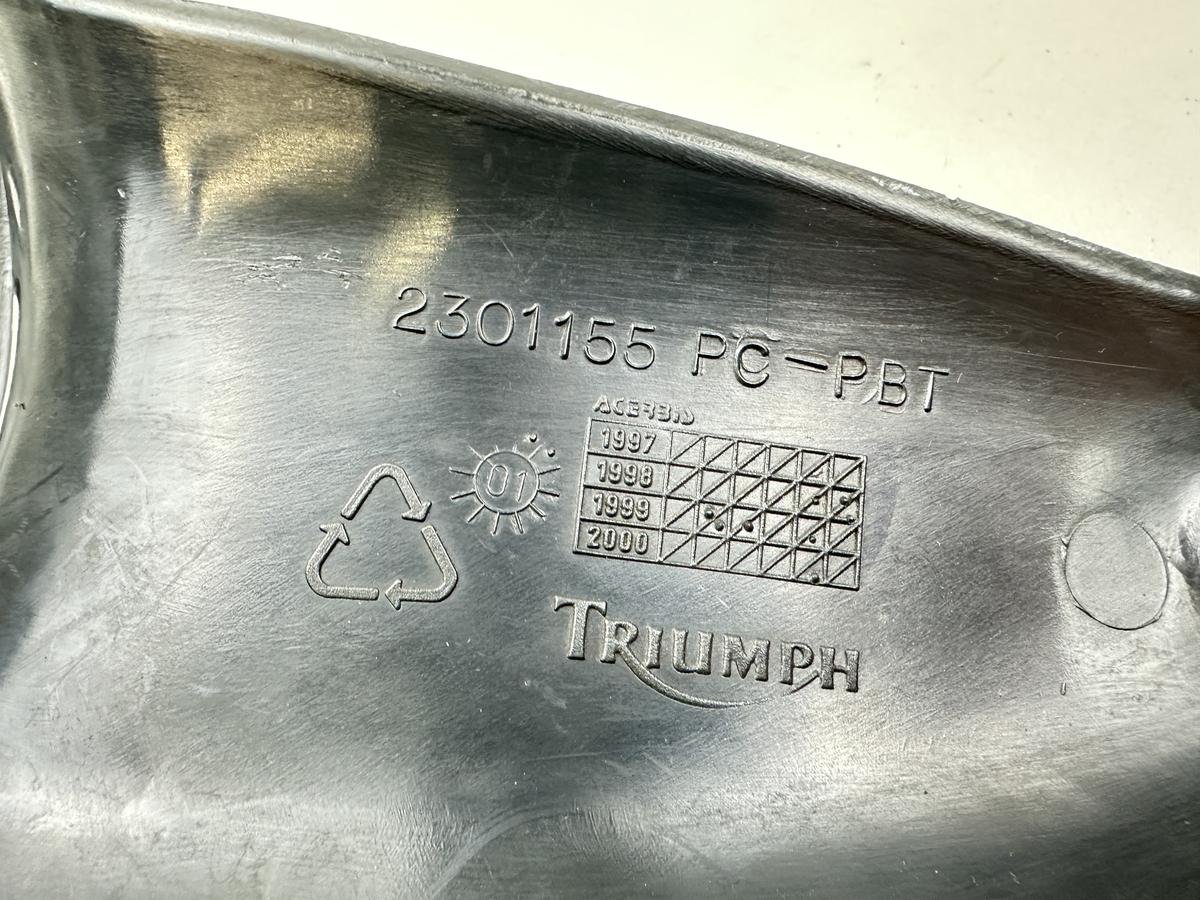 2301155 PC-PBT
ACERBIS
1997
1998
1999
2000
01
TRIUMPH